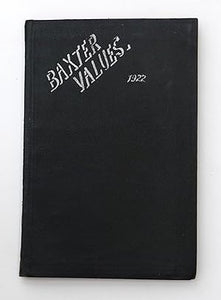 BAXTER
VALUES.
1922